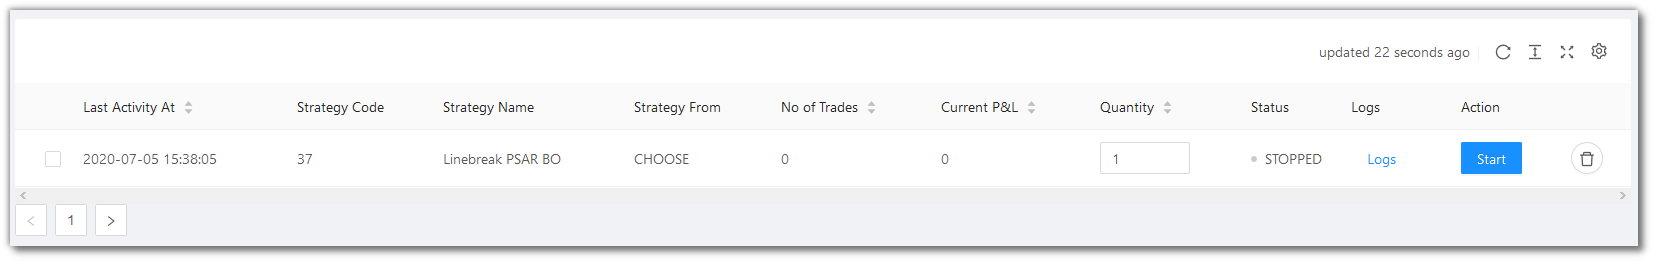 updated 22 seconds ago
Last Activity At Strategy Code Strategy Name Strategy From No of Trades Current P&L Quantity Status Logs Action
2020-07-05 15:38:05 37 Linebreak PSAR BO CHOOSE 0 0 1 STOPPED Logs Start
1